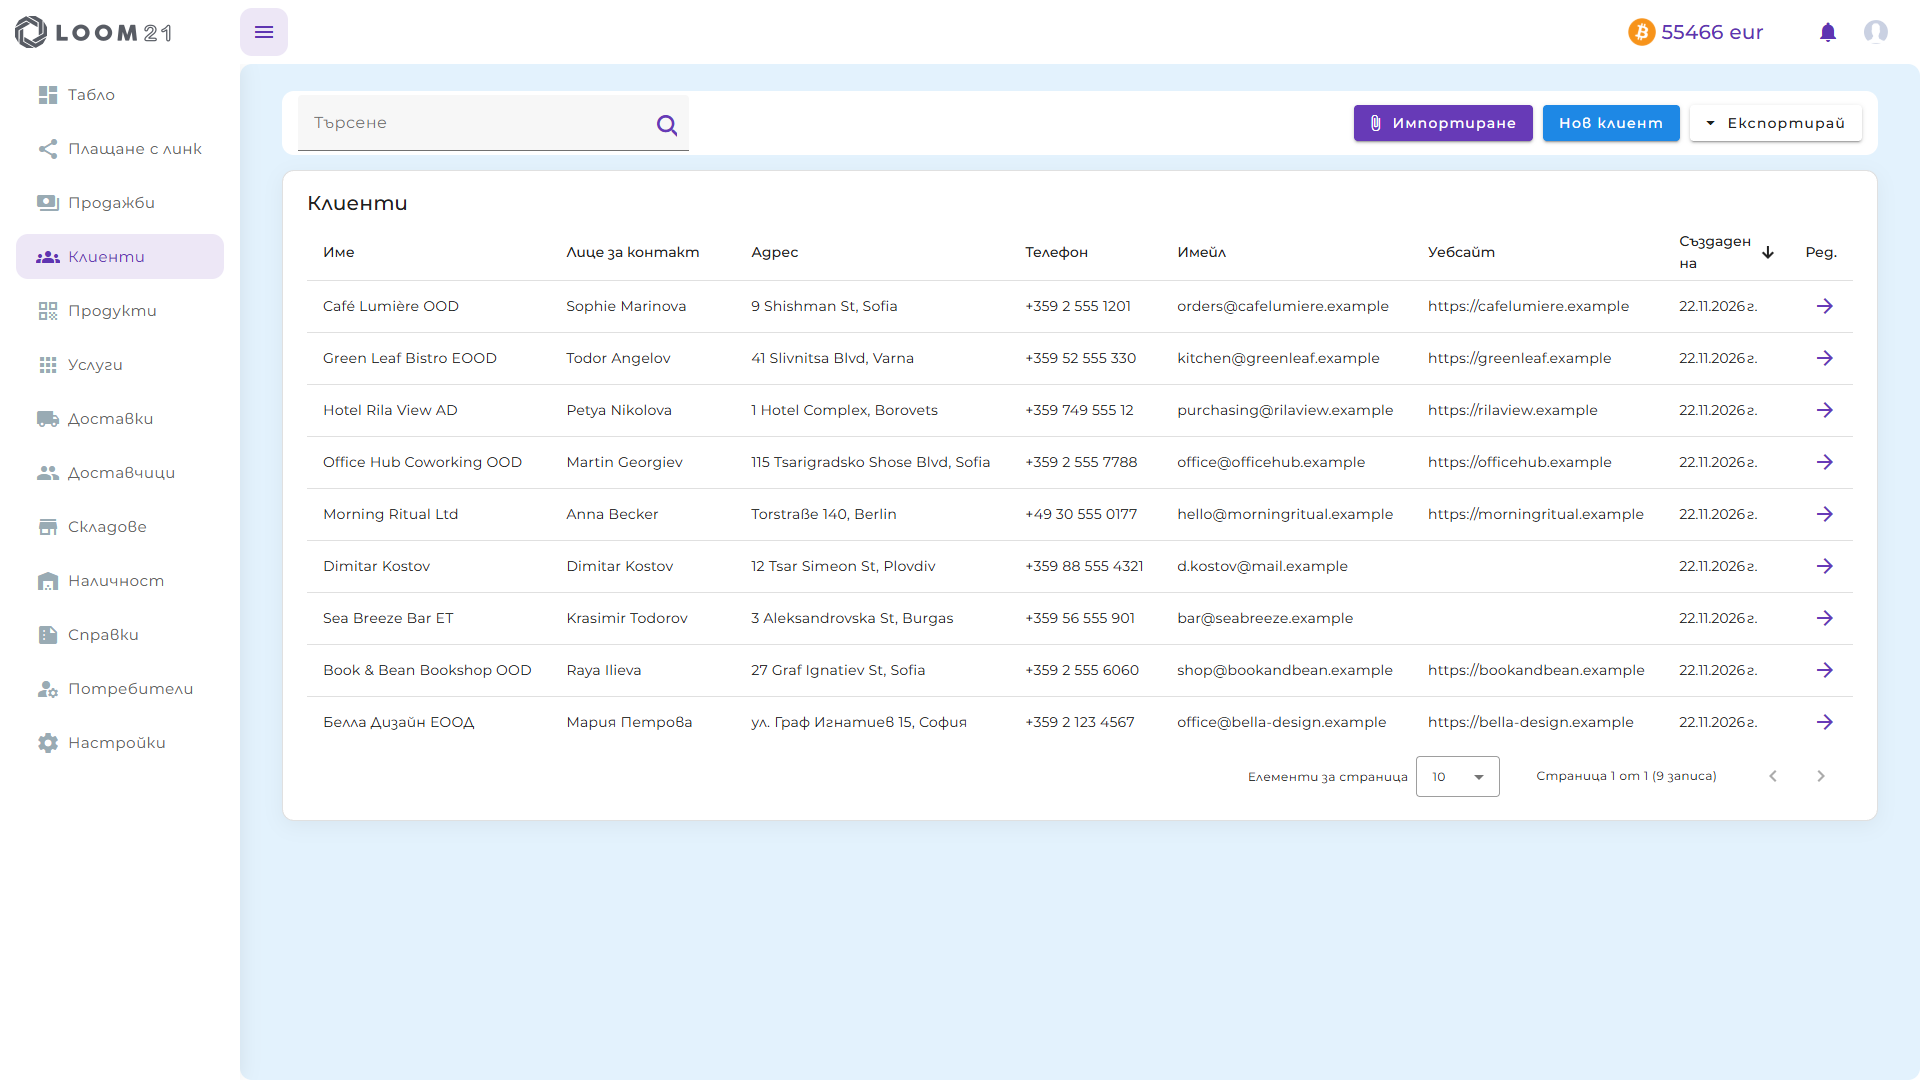 LOOM21
55466 eur
Табло
Плащане с линк
Продажби
Клиенти
Продукти
Услуги
Доставки
Доставчици
Складове
Наличност
Справки
Потребители
Настройки
Търсене
Импортиране
Нов клиент
Експортирай
Клиенти
Име Лице за контакт Адрес Телефон Имейл Уебсайт Създаден на Ред.
Café Lumière OOD Sophie Marinova 9 Shishman St, Sofia +359 2 555 1201 orders@cafelumiere.example https://cafelumiere.example 22.11.2026 г.
Green Leaf Bistro EOOD Todor Angelov 41 Slivnitsa Blvd, Varna +359 52 555 330 kitchen@greenleaf.example https://greenleaf.example 22.11.2026 г.
Hotel Rila View AD Petya Nikolova 1 Hotel Complex, Borovets +359 749 555 12 purchasing@rilaview.example https://rilaview.example 22.11.2026 г.
Office Hub Coworking OOD Martin Georgiev 115 Tsarigradsko Shose Blvd, Sofia +359 2 555 7788 office@officehub.example https://officehub.example 22.11.2026 г.
Morning Ritual Ltd Anna Becker Torstraße 140, Berlin +49 30 555 0177 hello@morningritual.example https://morningritual.example 22.11.2026 г.
Dimitar Kostov Dimitar Kostov 12 Tsar Simeon St, Plovdiv +359 88 555 4321 d.kostov@mail.example 22.11.2026 г.
Sea Breeze Bar ET Krasimir Todorov 3 Aleksandrovska St, Burgas +359 56 555 901 bar@seabreeze.example 22.11.2026 г.
Book & Bean Bookshop OOD Raya Ilieva 27 Graf Ignatiev St, Sofia +359 2 555 6060 shop@bookandbean.example https://bookandbean.example 22.11.2026 г.
Белла Дизайн ЕООД Мария Петрова ул. Граф Игнатиев 15, София +359 2 123 4567 office@bella-design.example https://bella-design.example 22.11.2026 г.
Елементи за страница 10 Страница 1 от 1 (9 записа)